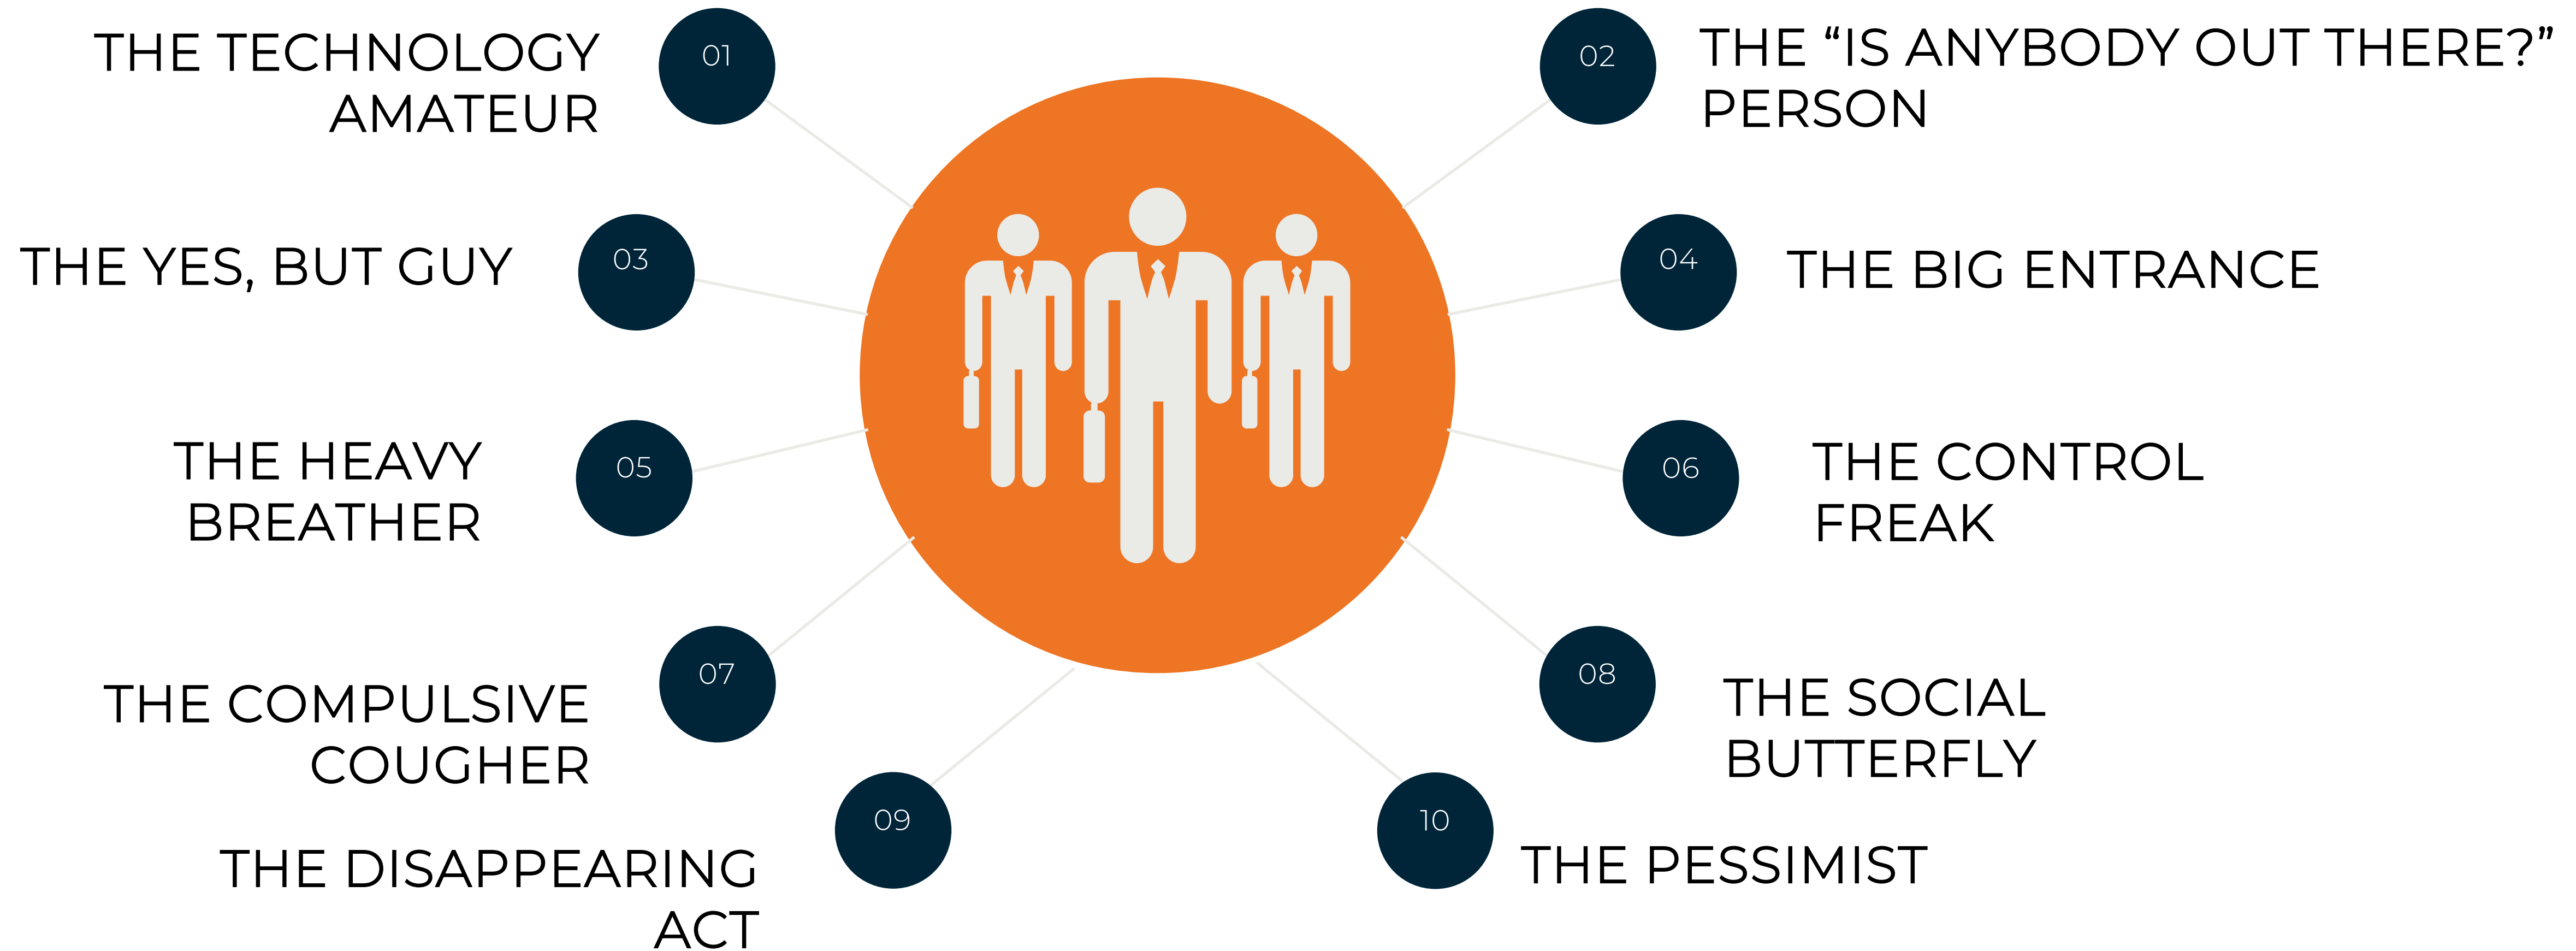 01
THE TECHNOLOGY
AMATEUR
02
THE “IS ANYBODY OUT THERE?”
PERSON
03
THE YES, BUT GUY
04
THE BIG ENTRANCE
05
THE HEAVY
BREATHER
06
THE CONTROL
FREAK
07
THE COMPULSIVE
COUGHER
08
THE SOCIAL
BUTTERFLY
09
THE DISAPPEARING
ACT
10
THE PESSIMIST